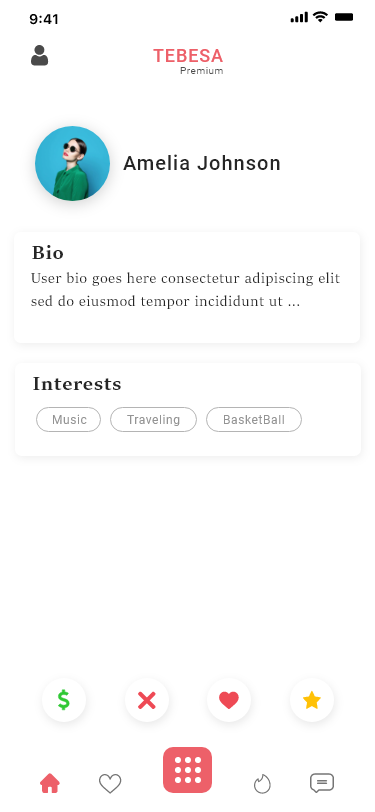 9:41
TEBESA
Premium
Amelia Johnson
Bio
User bio goes here consectetur adipiscing elit
sed do eiusmod tempor incididunt ut ...
Interests
Music Traveling BasketBall